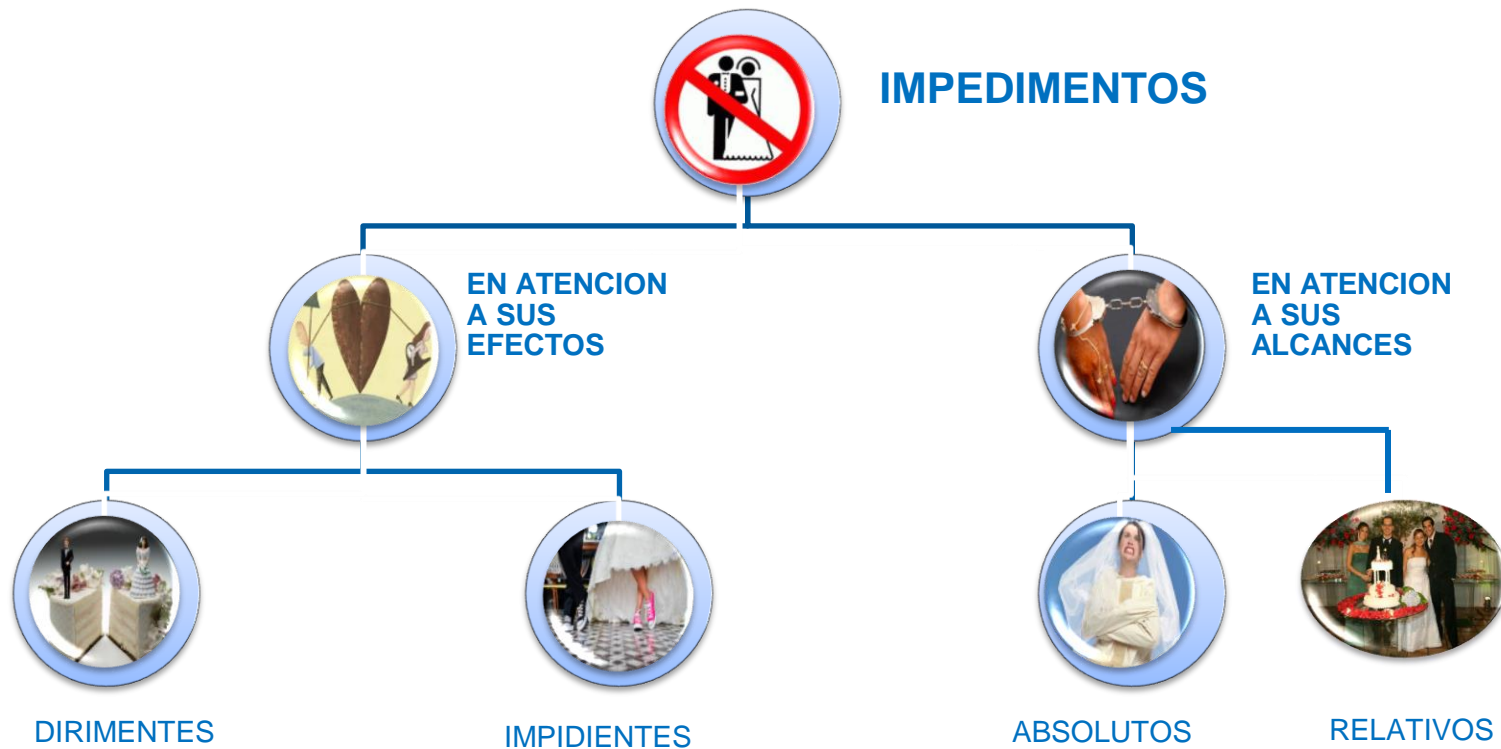 IMPEDIMENTOS
EN ATENCION
A SUS
EFECTOS
EN ATENCION
A SUS
ALCANCES
DIRIMENTES
IMPIDIENTES
ABSOLUTOS
RELATIVOS